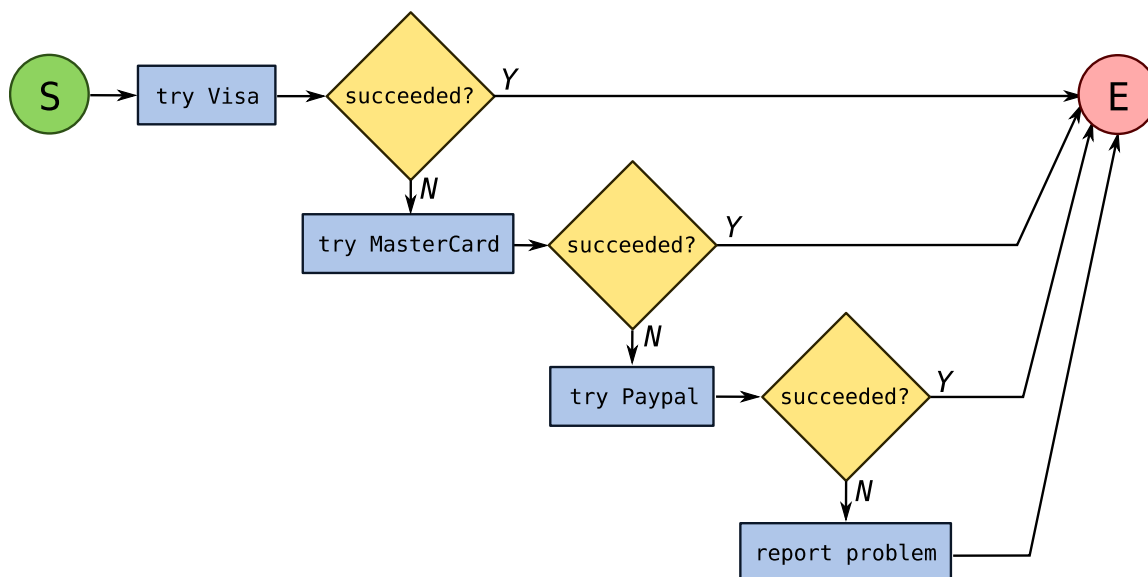 S
try Visa
succeeded?
Y
E
N
try MasterCard
succeeded?
Y
N
try Paypal
succeeded?
Y
N
report problem